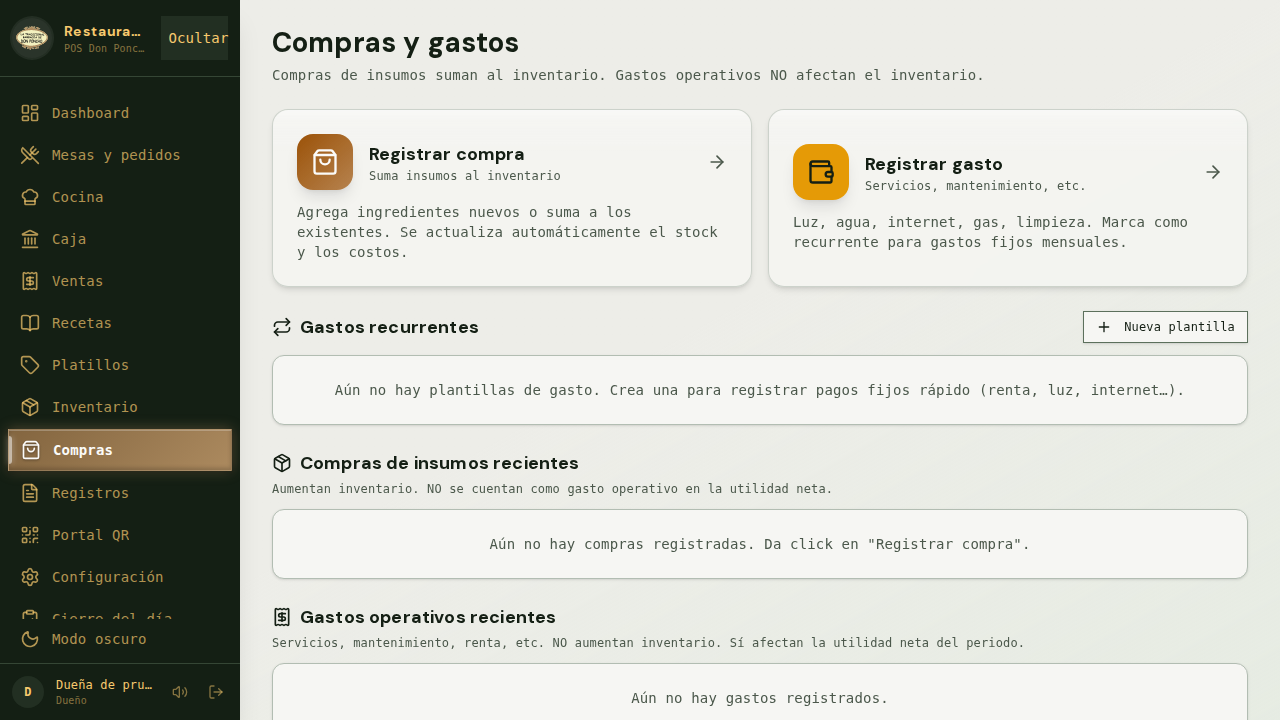 Restaura…
POS Don Ponc…
Ocultar
Dashboard
Mesas y pedidos
Cocina
Caja
Ventas
Recetas
Platillos
Inventario
Compras
Registros
Portal QR
Configuración
Cierre del día
Modo oscuro
D
Dueña de pru…
Dueño
Compras y gastos
Compras de insumos suman al inventario. Gastos operativos NO afectan el inventario.
Registrar compra
Suma insumos al inventario
Agrega ingredientes nuevos o suma a los
existentes. Se actualiza automáticamente el stock
y los costos.
Registrar gasto
Servicios, mantenimiento, etc.
Luz, agua, internet, gas, limpieza. Marca como
recurrente para gastos fijos mensuales.
Gastos recurrentes
Nueva plantilla
Aún no hay plantillas de gasto. Crea una para registrar pagos fijos rápido (renta, luz, internet…).
Compras de insumos recientes
Aumentan inventario. NO se cuentan como gasto operativo en la utilidad neta.
Aún no hay compras registradas. Da click en "Registrar compra".
Gastos operativos recientes
Servicios, mantenimiento, renta, etc. NO aumentan inventario. Sí afectan la utilidad neta del periodo.
Aún no hay gastos registrados.